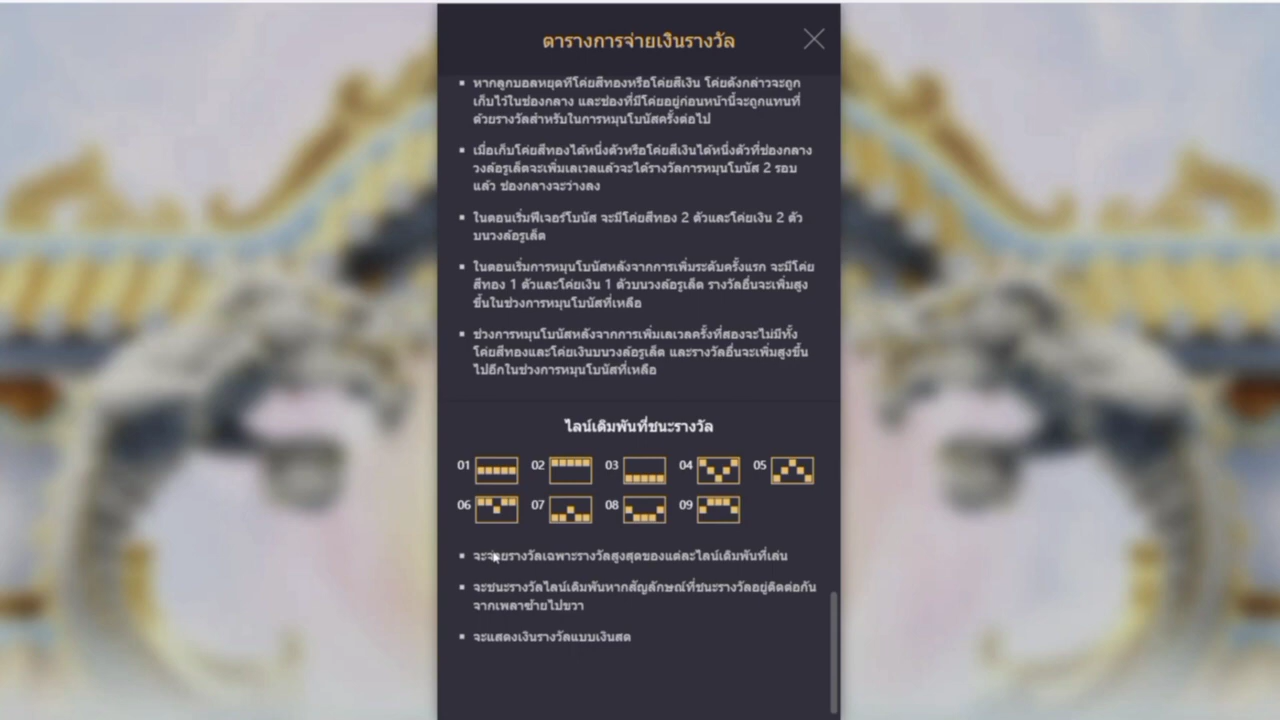 ตารางการจ่ายเงินรางวัล
หากลูกบอลหยุดที่โค่ยสีทองหรือโค่ยสีเงิน โค่ยดังกล่าวจะถูก
เก็บไว้ในช่องกลาง และช่องที่มีโค่ยอยู่ก่อนหน้านี้จะถูกแทนที่
ด้วยรางวัลสำหรับในการหมุนโบนัสครั้งต่อไป
เมื่อเก็บโค่ยสีทองได้หนึ่งตัวหรือโค่ยสีเงินได้หนึ่งตัวที่ช่องกลาง
วงล้อรูเล็ตจะเพิ่มเลเวลแล้วจะได้รางวัลการหมุนโบนัส 2 รอบ
แล้ว ช่องกลางจะว่างลง
ในตอนเริ่มฟีเจอร์โบนัส จะมีโค่ยสีทอง 2 ตัวและโค่ยเงิน 2 ตัว
บนวงล้อรูเล็ต
ในตอนเริ่มการหมุนโบนัสหลังจากการเพิ่มระดับครั้งแรก จะมีโค่ย
สีทอง 1 ตัวและโค่ยเงิน 1 ตัวบนวงล้อรูเล็ต รางวัลอื่นจะเพิ่มสูง
ขึ้นในช่วงการหมุนโบนัสที่เหลือ
ช่วงการหมุนโบนัสหลังจากการเพิ่มเลเวลครั้งที่สองจะไม่มีทั้ง
โค่ยสีทองและโค่ยเงินบนวงล้อรูเล็ต และรางวัลอื่นจะเพิ่มสูงขึ้น
ไปอีกในช่วงการหมุนโบนัสที่เหลือ
ไลน์เดิมพันที่ชนะรางวัล
01 02 03 04 05
06 07 08 09
จะจ่ายรางวัลเฉพาะรางวัลสูงสุดของแต่ละไลน์เดิมพันที่เล่น
จะชนะรางวัลไลน์เดิมพันหากสัญลักษณ์ที่ชนะรางวัลอยู่ติดต่อกัน
จากเพลาซ้ายไปขวา
จะแสดงเงินรางวัลแบบเงินสด